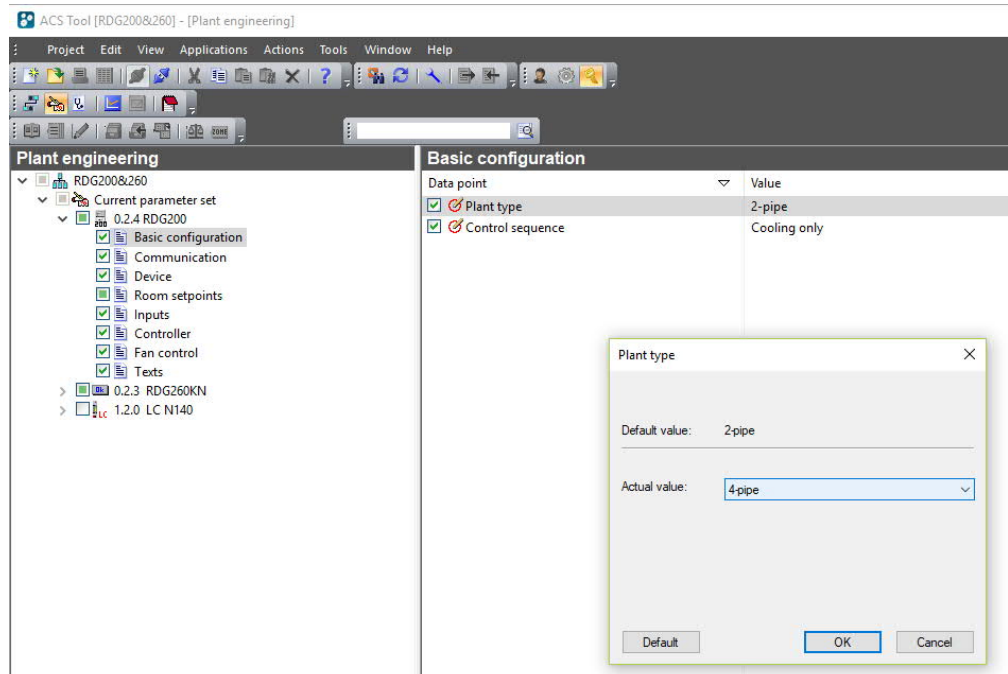 ACS Tool [RDG200&260] - [Plant engineering]
Project Edit View Applications Actions Tools Window Help
Plant engineering
RDG200&260
Current parameter set
0.2.4 RDG200
Basic configuration
Communication
Device
Room setpoints
Inputs
Controller
Fan control
Texts
0.2.3 RDG260KN
LC 1.2.0 LC N140
Basic configuration
Data point Value
Plant type 2-pipe
Control sequence Cooling only
Plant type
Default value: 2-pipe
Actual value: 4-pipe
Default OK Cancel